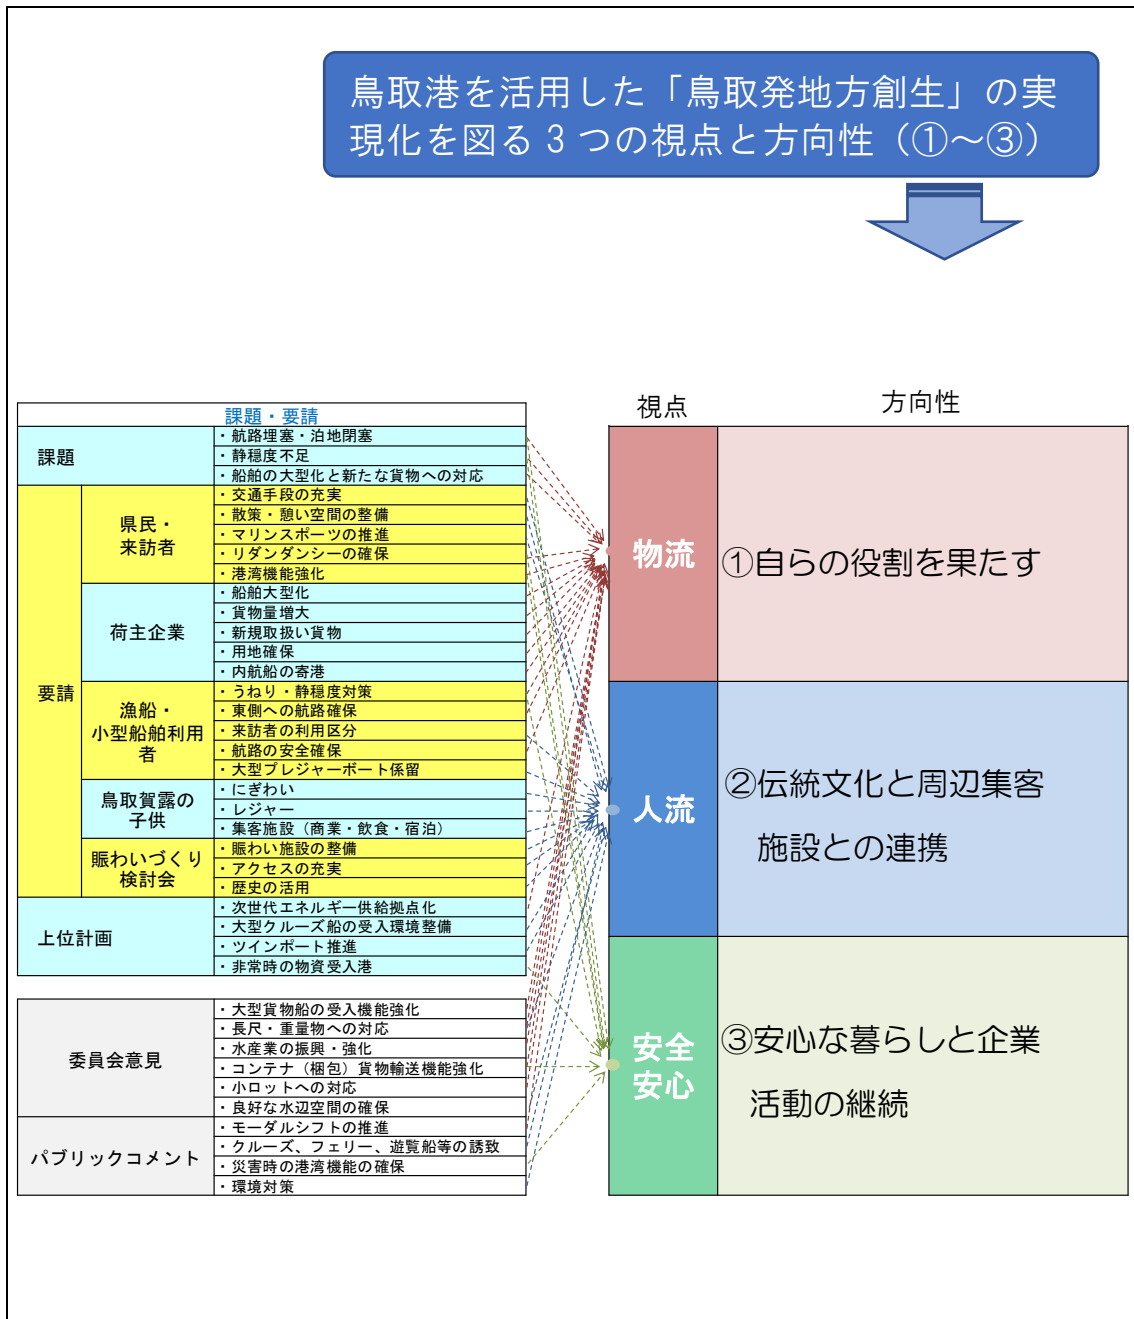 鳥取港を活用した「鳥取発地方創生」の実
現化を図る3つの視点と方向性（①～③）
課題・要請
課題
・航路埋塞・泊地閉塞
・静穏度不足
・船舶の大型化と新たな貨物への対応
要請
県民・
来訪者
・交通手段の充実
・散策・憩い空間の整備
・マリンスポーツの推進
・リダンダンシーの確保
・港湾機能強化
荷主企業
・船舶大型化
・貨物量増大
・新規取扱い貨物
・用地確保
・内航船の寄港
漁船・
小型船舶利用
者
・うねり・静穏度対策
・東側への航路確保
・来訪者の利用区分
・航路の安全確保
・大型プレジャーボート係留
鳥取賀露の
子供
・にぎわい
・レジャー
・集客施設（商業・飲食・宿泊）
賑わいづくり
検討会
・賑わい施設の整備
・アクセスの充実
・歴史の活用
上位計画
・次世代エネルギー供給拠点化
・大型クルーズ船の受入環境整備
・ツインポート推進
・非常時の物資受入港
委員会意見
・大型貨物船の受入機能強化
・長尺・重量物への対応
・水産業の振興・強化
・コンテナ（梱包）貨物輸送機能強化
・小ロットへの対応
・良好な水辺空間の確保
パブリックコメント
・モーダルシフトの推進
・クルーズ、フェリー、遊覧船等の誘致
・災害時の港湾機能の確保
・環境対策
視点
方向性
物流
①自らの役割を果たす
人流
②伝統文化と周辺集客
施設との連携
安全
安心
③安心な暮らしと企業
活動の継続